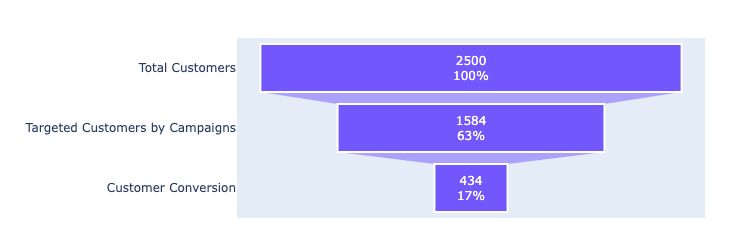 Total Customers
2500
100%
Targeted Customers by Campaigns
1584
63%
Customer Conversion
434
17%